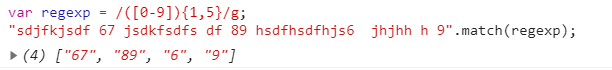 var regexp = /([0-9]){1,5}/g;
"sdjfkjsdf 67 jsdkfsdfs df 89 hsdfhsdfhjs6  jhjhh h 9".match(regexp);
▸ (4) ["67", "89", "6", "9"]